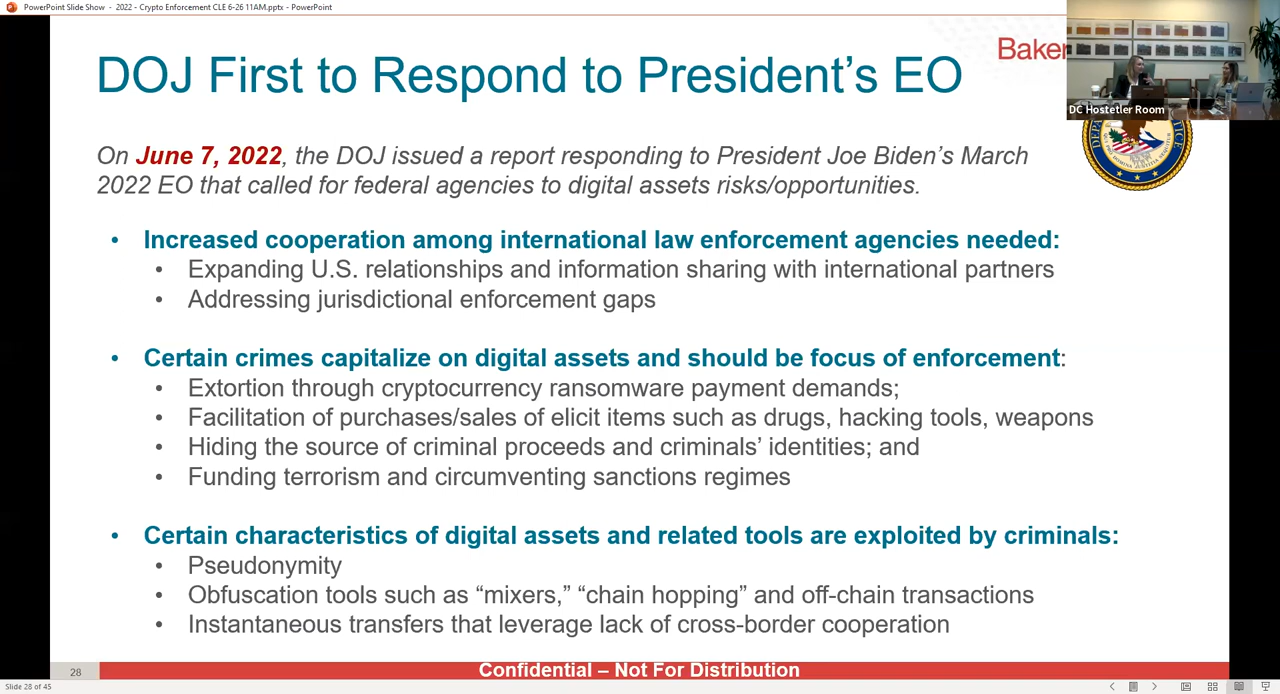 PowerPoint Slide Show - 2022 - Crypto Enforcement CLE 6-26 11AM.pptx - PowerPoint
DOJ First to Respond to President's EO
Baker
DC Hostetler Room
On June 7, 2022, the DOJ issued a report responding to President Joe Biden's March
2022 EO that called for federal agencies to digital assets risks/opportunities.
• Increased cooperation among international law enforcement agencies needed:
• Expanding U.S. relationships and information sharing with international partners
• Addressing jurisdictional enforcement gaps
• Certain crimes capitalize on digital assets and should be focus of enforcement:
• Extortion through cryptocurrency ransomware payment demands;
• Facilitation of purchases/sales of elicit items such as drugs, hacking tools, weapons
• Hiding the source of criminal proceeds and criminals' identities; and
• Funding terrorism and circumventing sanctions regimes
• Certain characteristics of digital assets and related tools are exploited by criminals:
• Pseudonymity
• Obfuscation tools such as “mixers,” “chain hopping” and off-chain transactions
• Instantaneous transfers that leverage lack of cross-border cooperation
28
Confidential – Not For Distribution
Slide 28 of 45